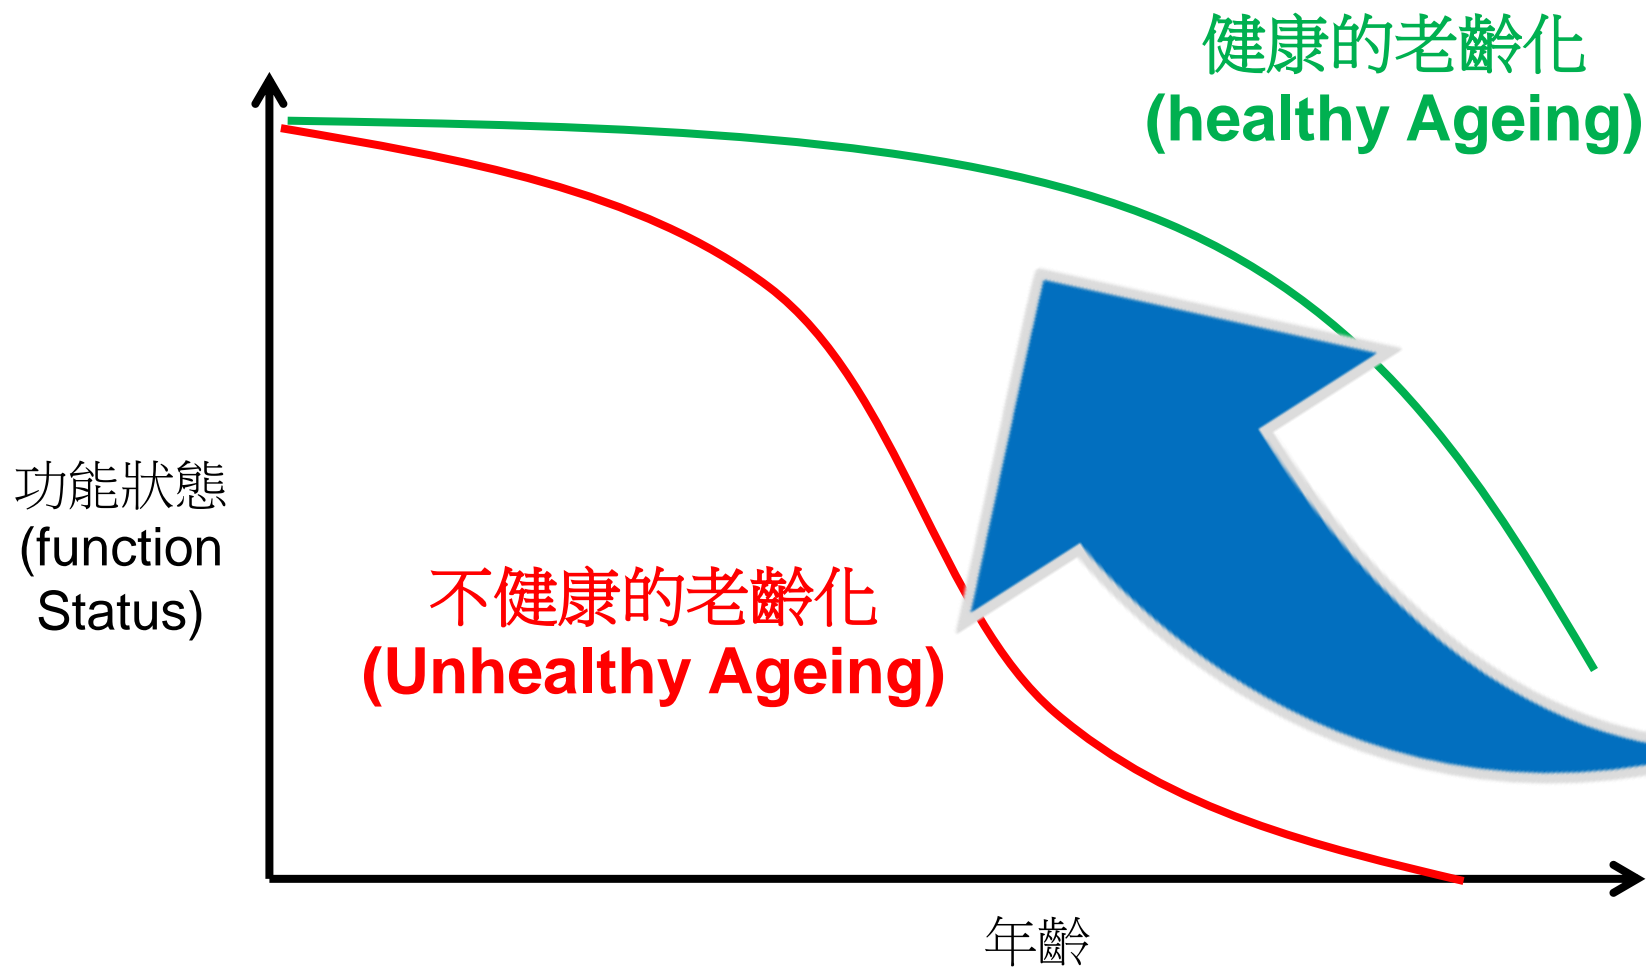 健康的老齡化
(healthy Ageing)
功能狀態
(function
Status)
不健康的老齡化
(Unhealthy Ageing)
年齡